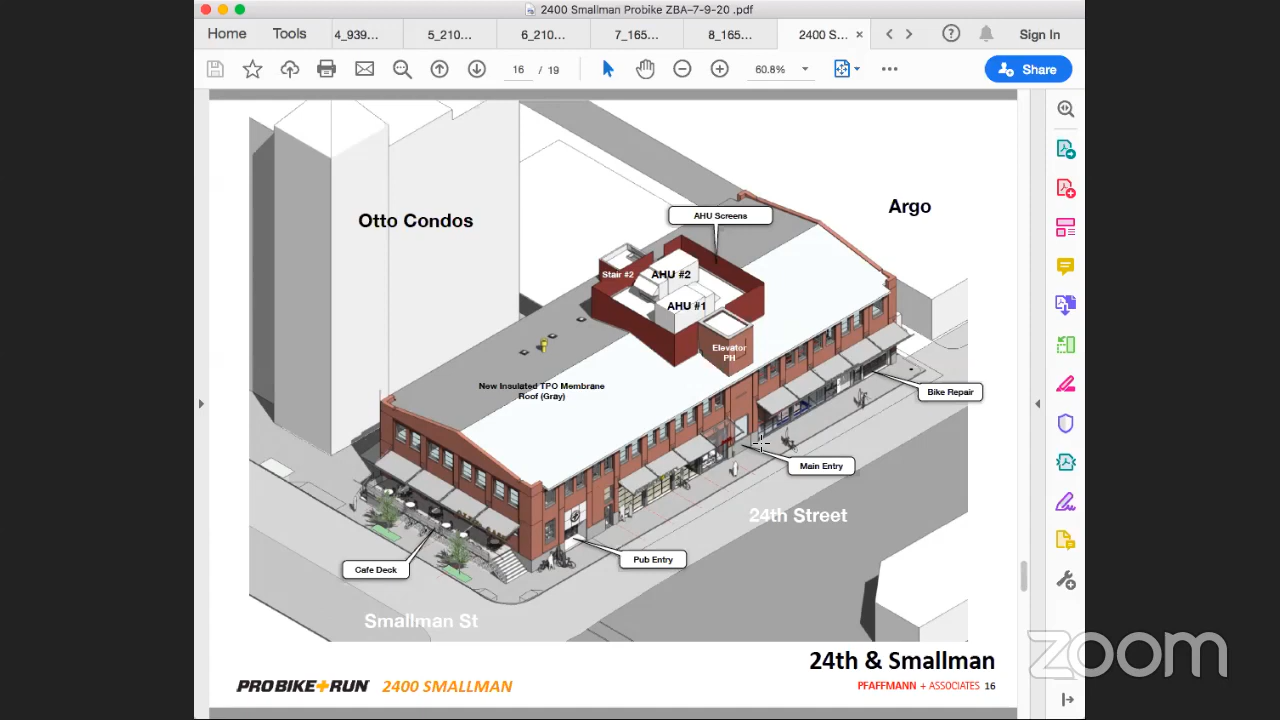 2400 Smallman Probike ZBA–7-9-20 .pdf
Home
Tools
4_939...
5_210...
6_210...
7_165...
8_165...
2400 S...
Sign In
16 / 19
60.8%
Share
Otto Condos
Argo
AHU Screens
Stair #2
AHU #2
AHU #1
Elevator
PH
New Insulated TPO Membrane
Roof (Gray)
Bike Repair
Main Entry
24th Street
Pub Entry
Cafe Deck
Smallman St
24th & Smallman
PRO BIKE+RUN
2400 SMALLMAN
PFAFFMANN + ASSOCIATES 16
zoom